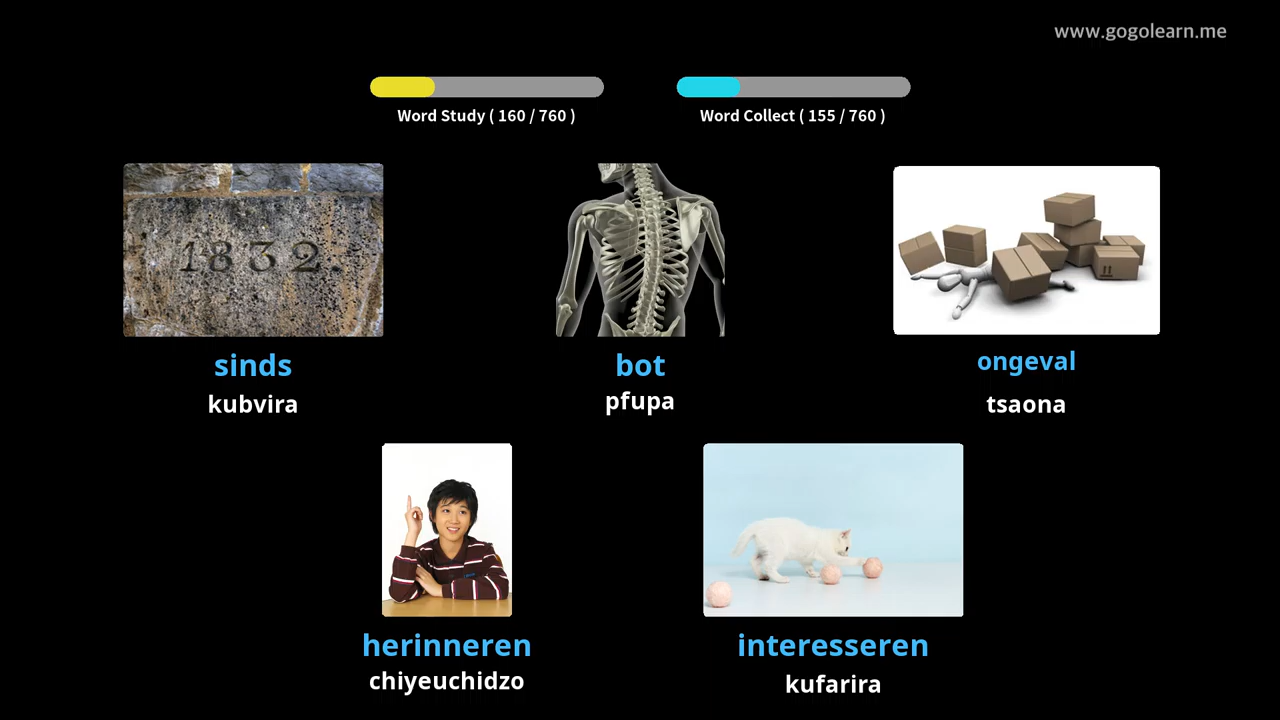 www.gogolearn.me
Word Study ( 160 / 760 )
Word Collect ( 155 / 760 )
1832
sinds
kubvira
bot
pfupa
ongeval
tsaona
herinneren
chiyeuchidzo
interesseren
kufarira